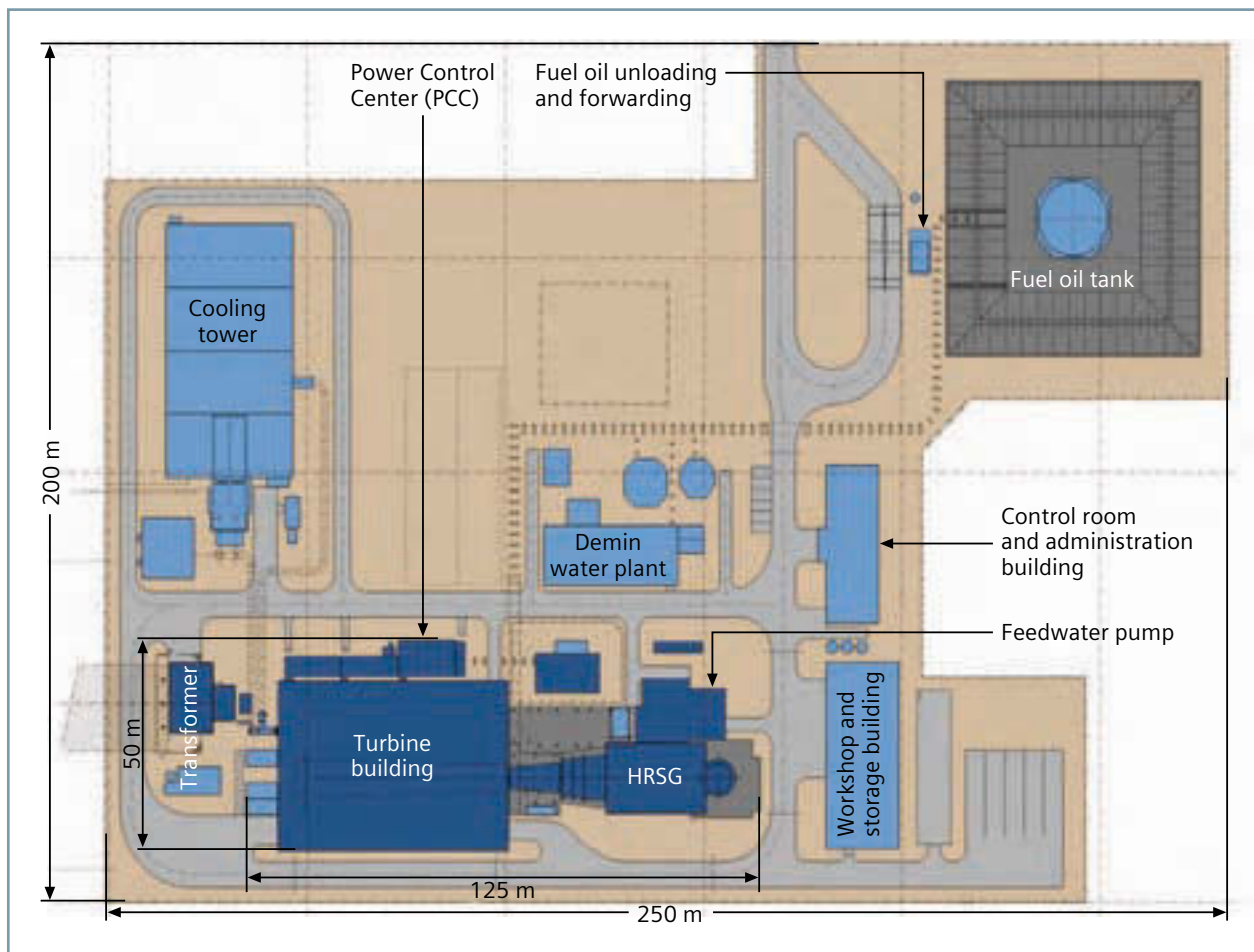 Power Control
Center (PCC)
Fuel oil unloading
and forwarding
Fuel oil tank
Cooling
tower
200 m
Control room
and administration
building
Demin
water plant
Feedwater pump
50 m
Transformer
Turbine
building
HRSG
Workshop and
storage building
125 m
250 m